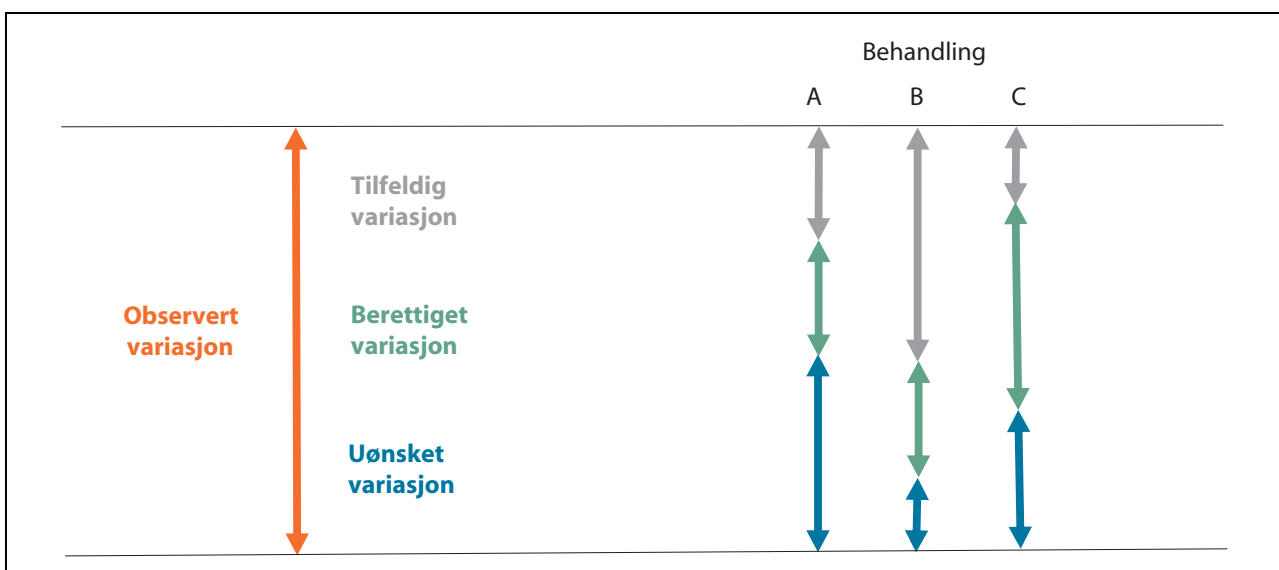 Behandling
A B C
Tilfeldig
variasjon
Observert
variasjon
Berettiget
variasjon
Uønsket
variasjon